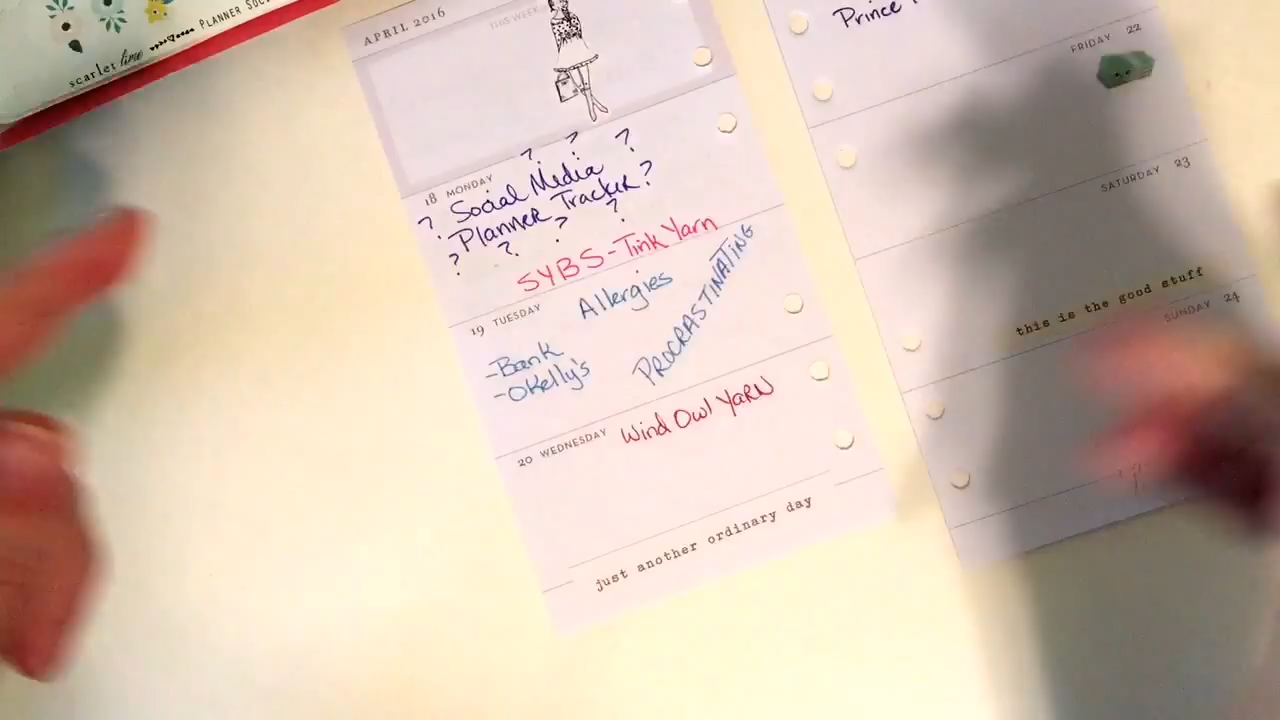 scarlet lime
PLANNER SOC
APRIL 2016
THIS WEEK
18 MONDAY
? ? ?
? Social Media
Planner Tracker?
? ? ? ?
SYBS-Tink Yarn
19 TUESDAY
Allergies
PROCRASTINATING
-Bank
-OKelly's
20 WEDNESDAY
Wind Owl YARN
just another ordinary day
Prince
FRIDAY 22
SATURDAY 23
this is the good stuff
SUNDAY 24